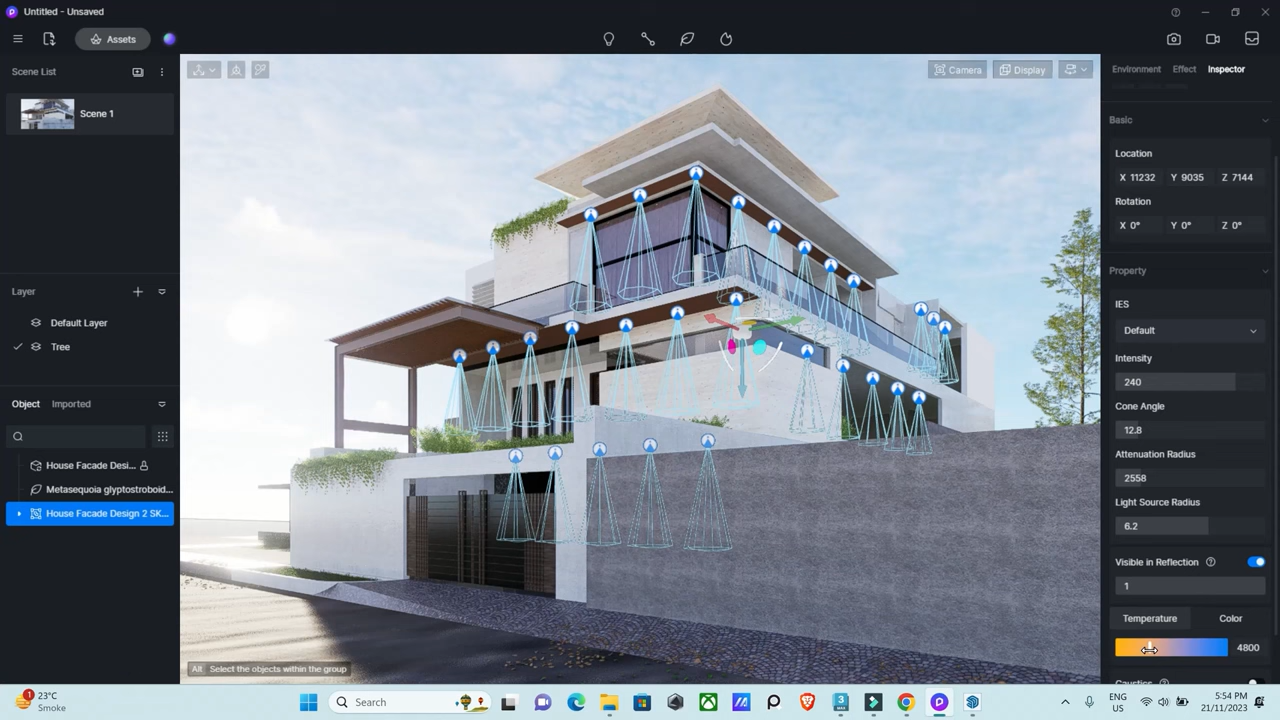 Untitled - Unsaved
Assets
Scene List
Scene 1
Layer
Default Layer
Tree
Object Imported
House Facade Desi...
Metasequoia glyptostroboid...
House Facade Design 2 SK...
Camera
Display
Alt Select the objects within the group
Environment Effect Inspector
Basic
Location
X 11232 Y 9035 Z 7144
Rotation
X 0° Y 0° Z 0°
Property
IES
Default
Intensity
240
Cone Angle
12.8
Attenuation Radius
2558
Light Source Radius
6.2
Visible in Reflection
1
Temperature Color
4800
1
23°C
Smoke
Search
ENG
US
5:54 PM
21/11/2023